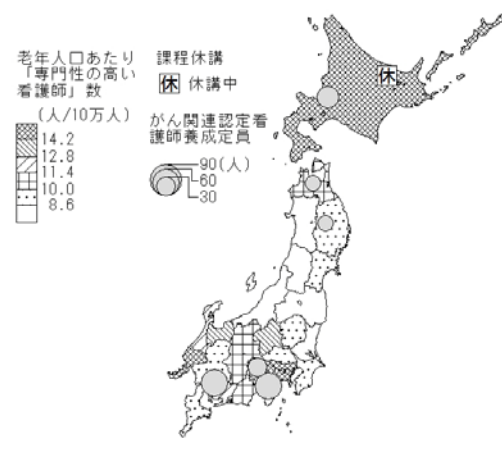 老年人口あたり
「専門性の高い
看護師」数
(人/10万人)
14.2
12.8
11.4
10.0
8.6
課程休講
休 休講中
がん関連認定看
護師養成定員
90(人)
60
30
休